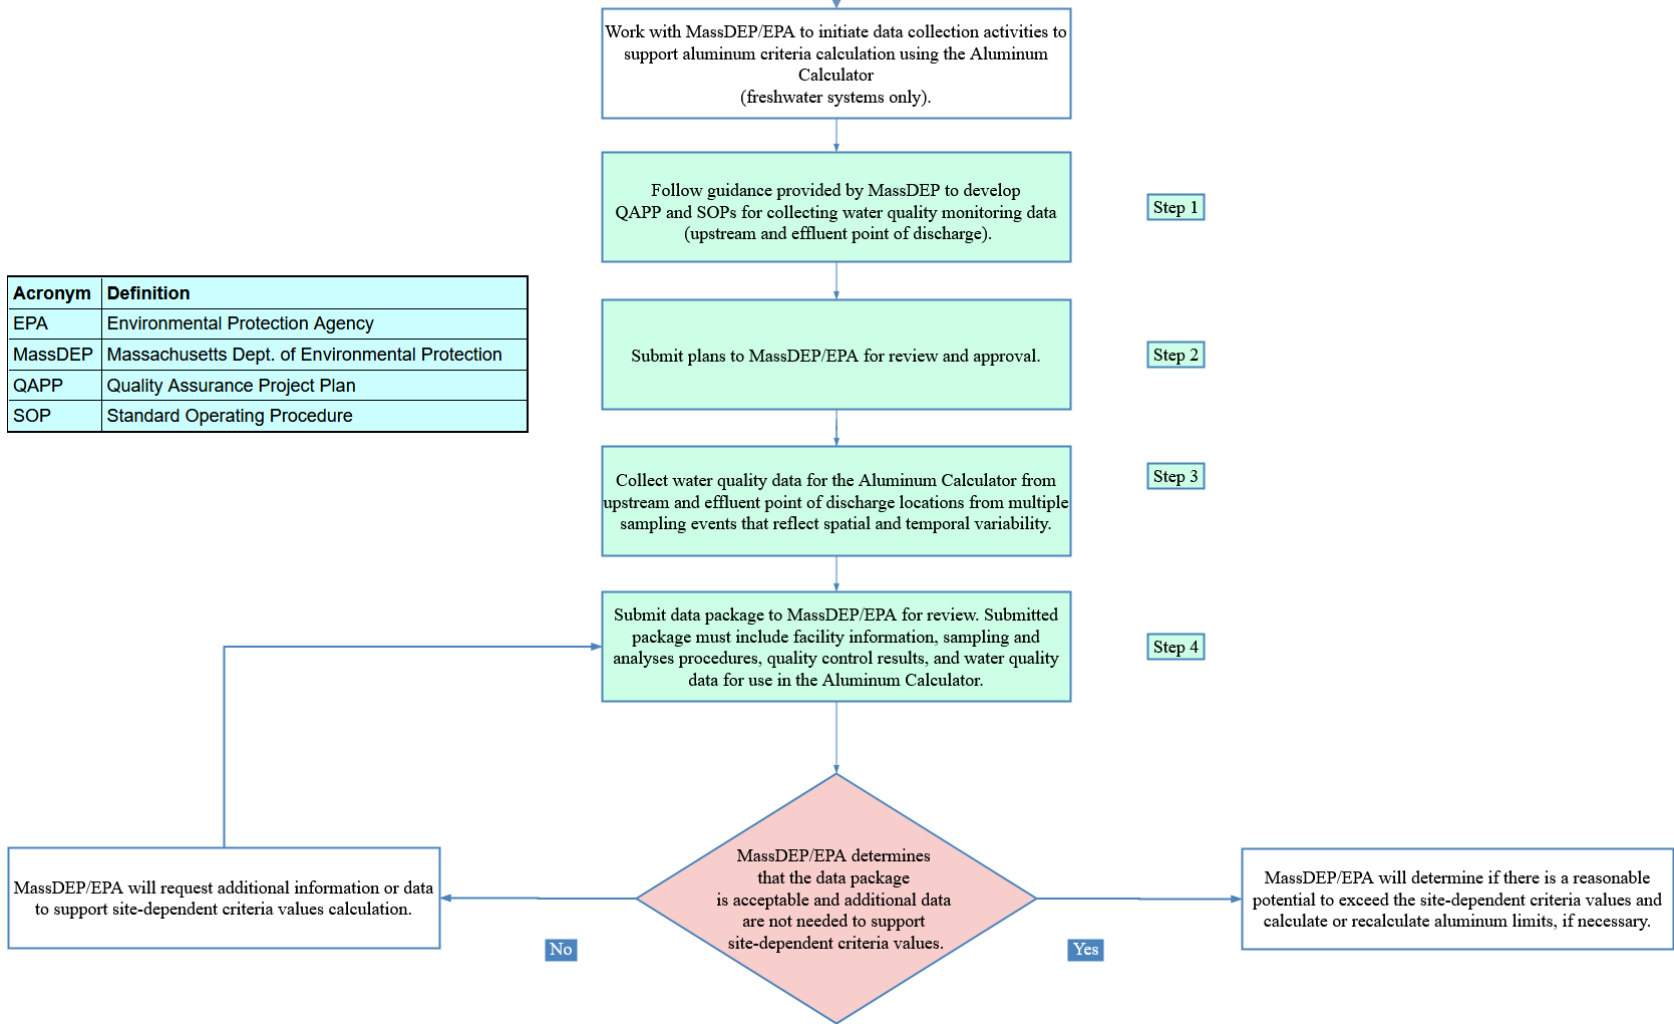 Work with MassDEP/EPA to initiate data collection activities to
support aluminum criteria calculation using the Aluminum
Calculator
(freshwater systems only).
Follow guidance provided by MassDEP to develop
QAPP and SOPs for collecting water quality monitoring data
(upstream and effluent point of discharge).
Step 1
Acronym Definition
EPA Environmental Protection Agency
MassDEP Massachusetts Dept. of Environmental Protection
QAPP Quality Assurance Project Plan
SOP Standard Operating Procedure
Submit plans to MassDEP/EPA for review and approval.
Step 2
Collect water quality data for the Aluminum Calculator from
upstream and effluent point of discharge locations from multiple
sampling events that reflect spatial and temporal variability.
Step 3
Submit data package to MassDEP/EPA for review. Submitted
package must include facility information, sampling and
analyses procedures, quality control results, and water quality
data for use in the Aluminum Calculator.
Step 4
MassDEP/EPA determines
that the data package
is acceptable and additional data
are not needed to support
site-dependent criteria values.
No
MassDEP/EPA will request additional information or data
to support site-dependent criteria values calculation.
Yes
MassDEP/EPA will determine if there is a reasonable
potential to exceed the site-dependent criteria values and
calculate or recalculate aluminum limits, if necessary.